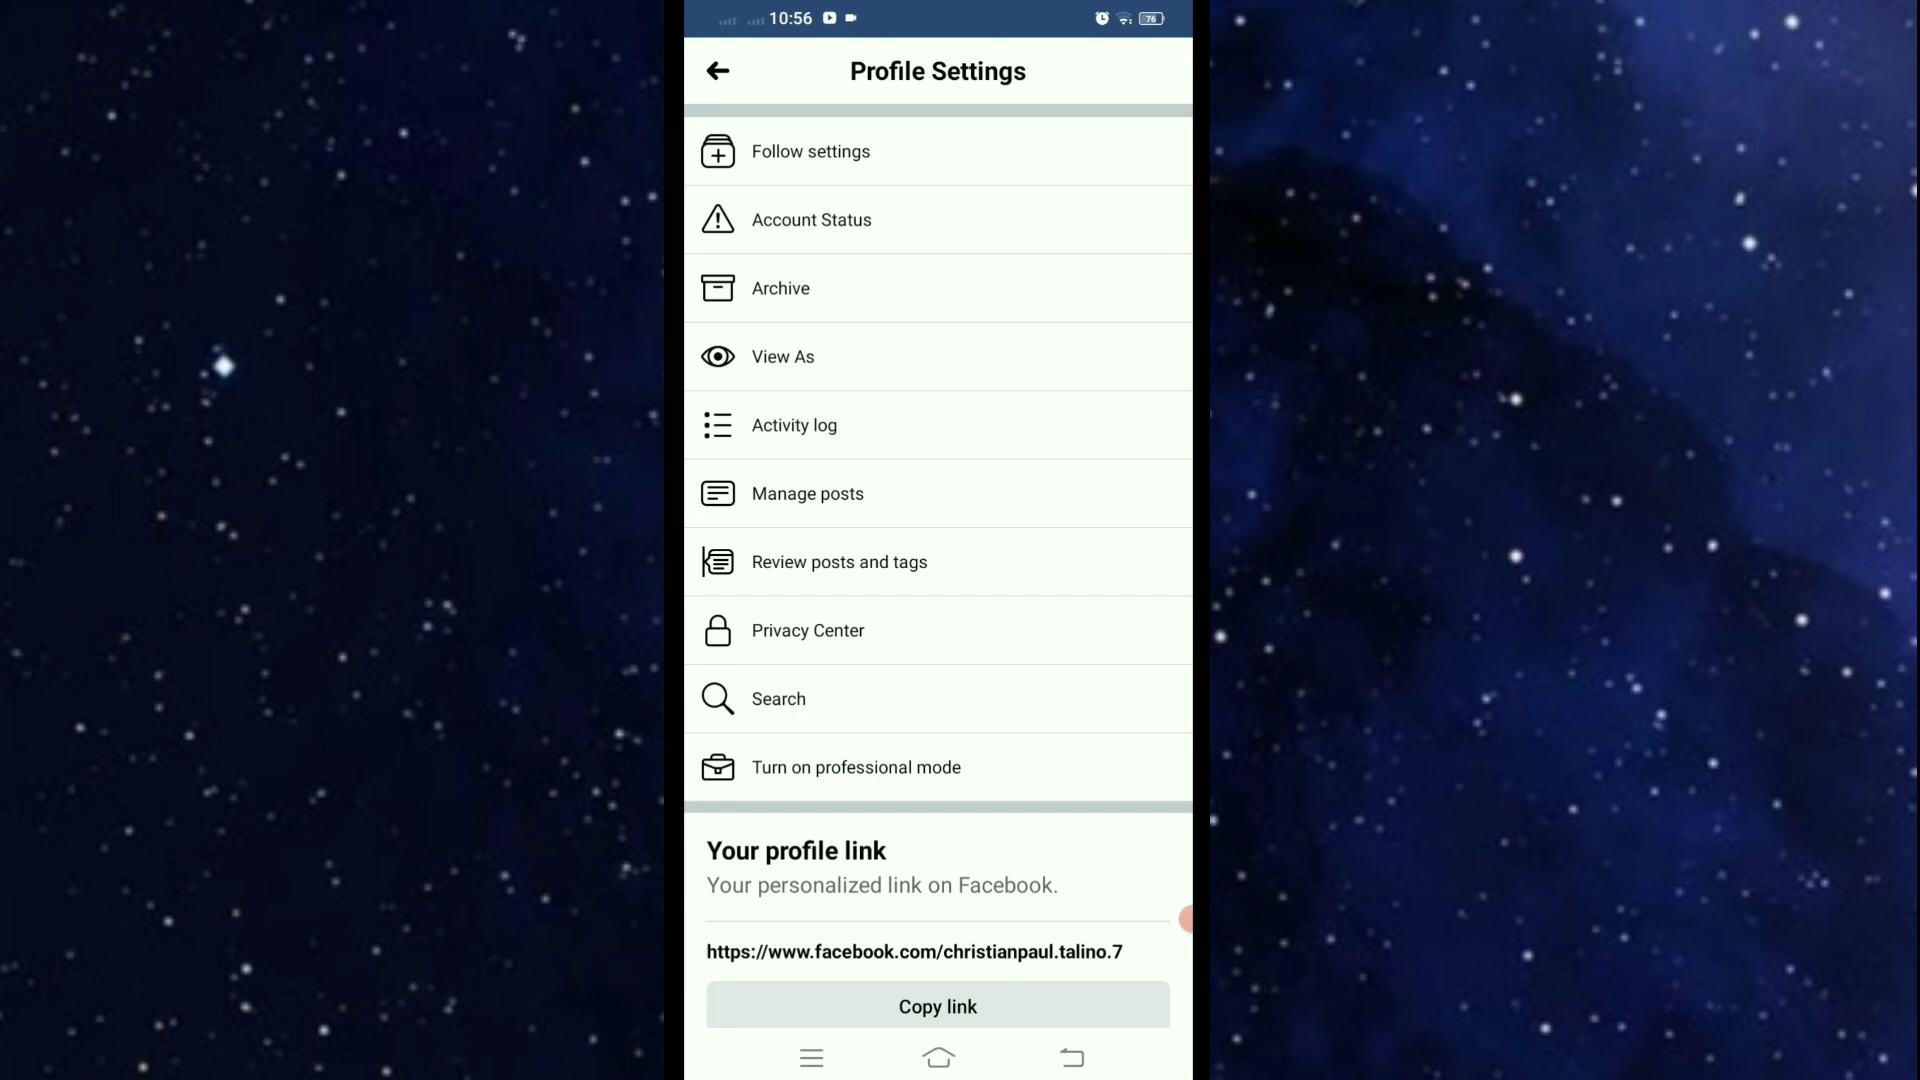 10:56
76
Profile Settings
Follow settings
Account Status
Archive
View As
Activity log
Manage posts
Review posts and tags
Privacy Center
Search
Turn on professional mode
Your profile link
Your personalized link on Facebook.
https://www.facebook.com/christianpaul.talino.7
Copy link